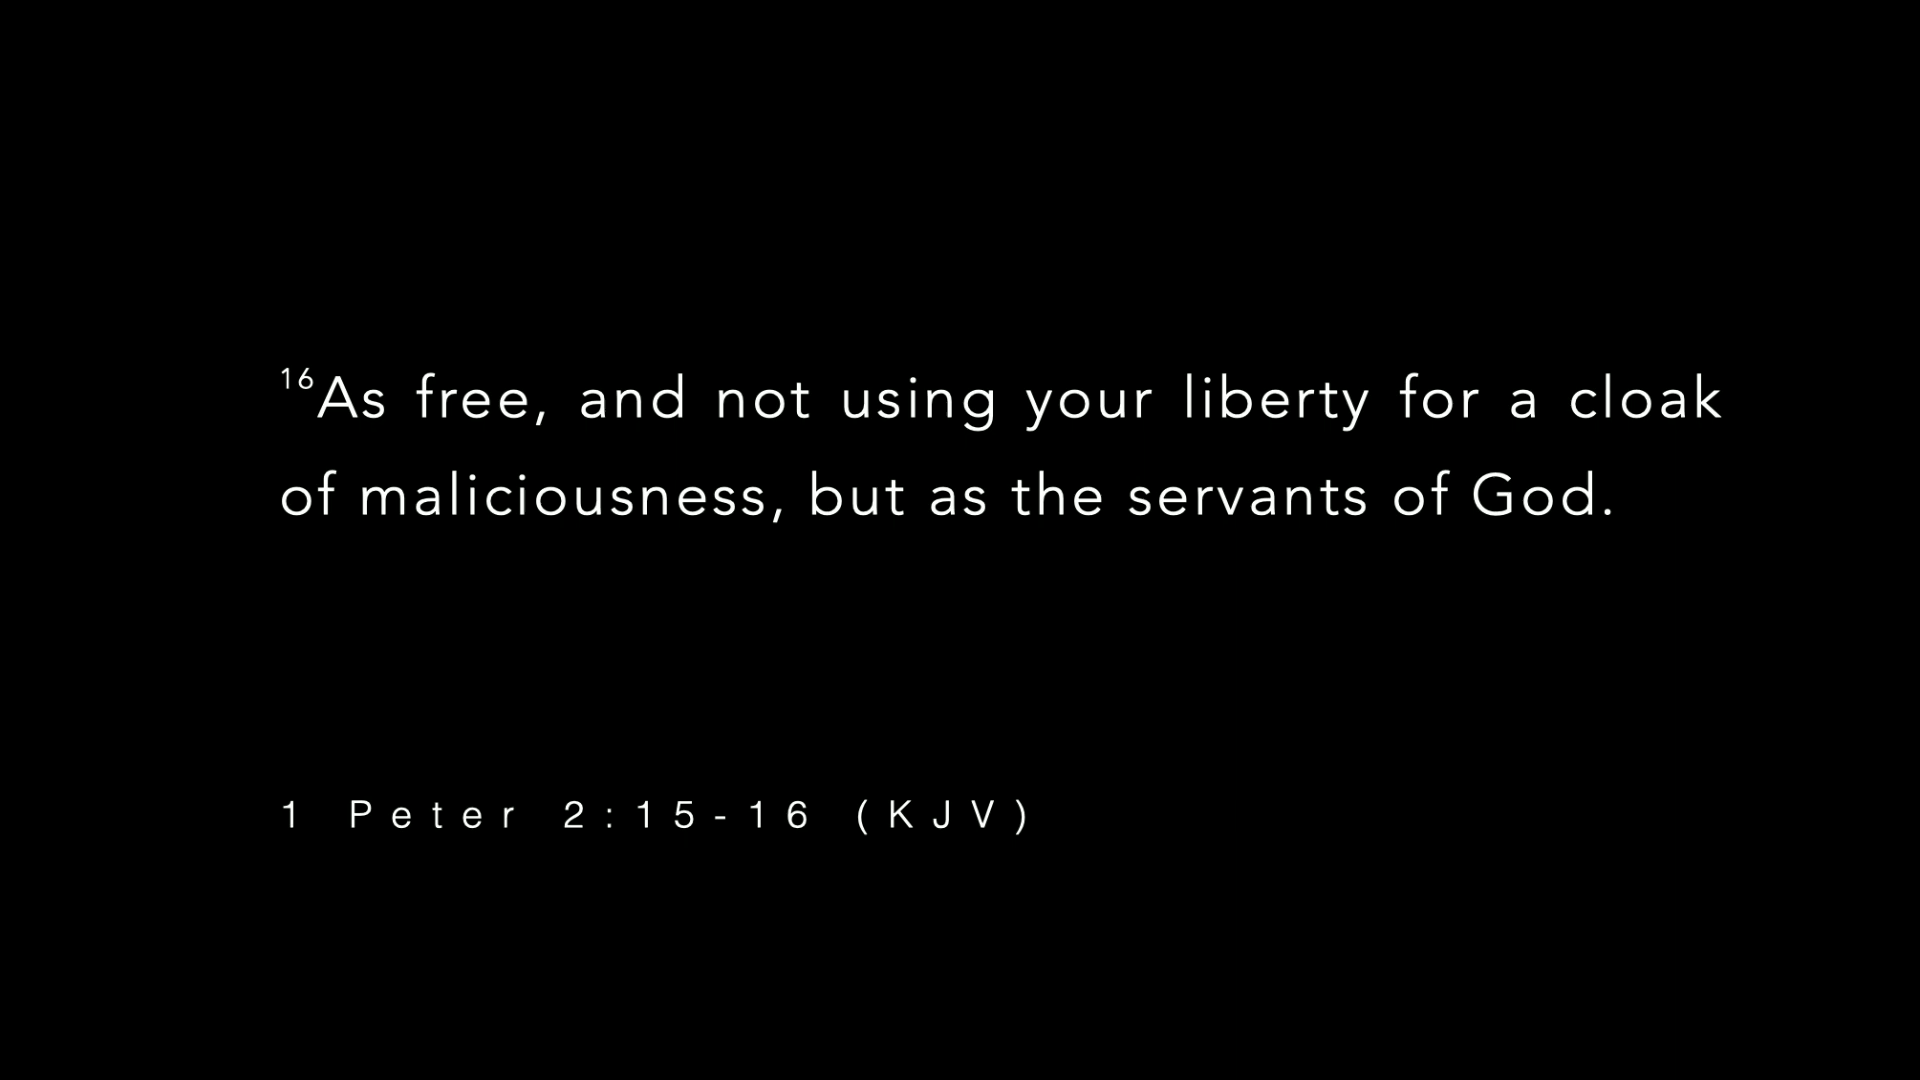 16As free, and not using your liberty for a cloak
of maliciousness, but as the servants of God.
1 Peter 2:15-16 (KJV)